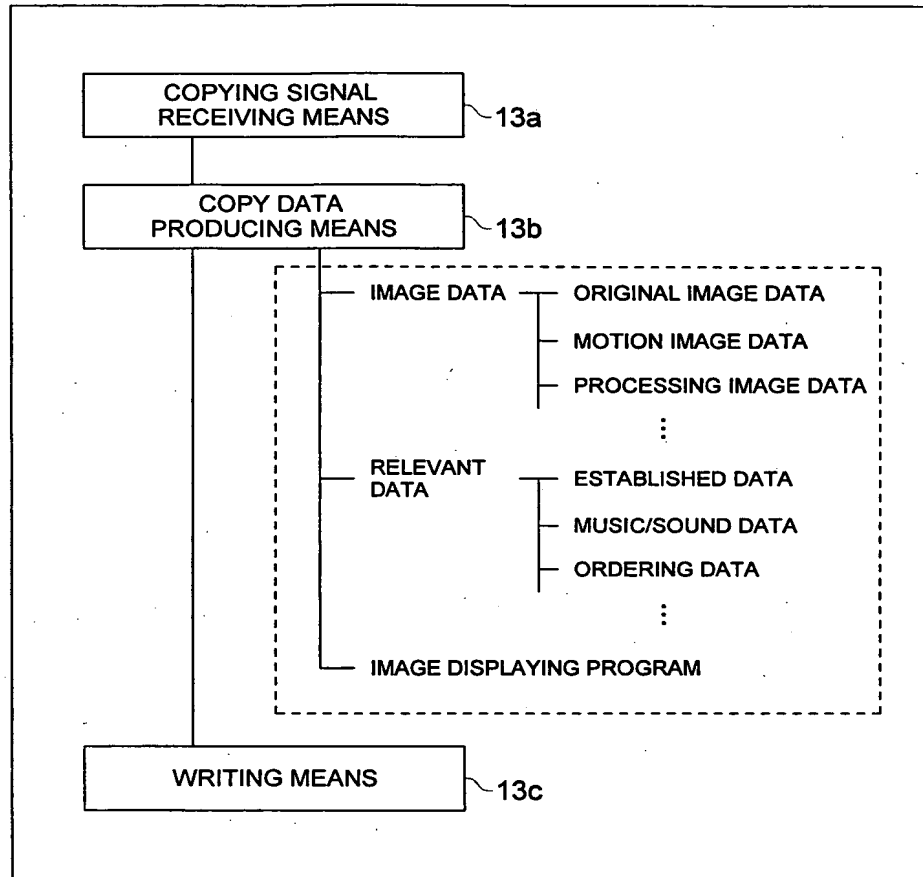 COPYING SIGNAL
RECEIVING MEANS
13a
COPY DATA
PRODUCING MEANS
13b
IMAGE DATA
ORIGINAL IMAGE DATA
MOTION IMAGE DATA
PROCESSING IMAGE DATA
RELEVANT
DATA
ESTABLISHED DATA
MUSIC/SOUND DATA
ORDERING DATA
IMAGE DISPLAYING PROGRAM
WRITING MEANS
13c